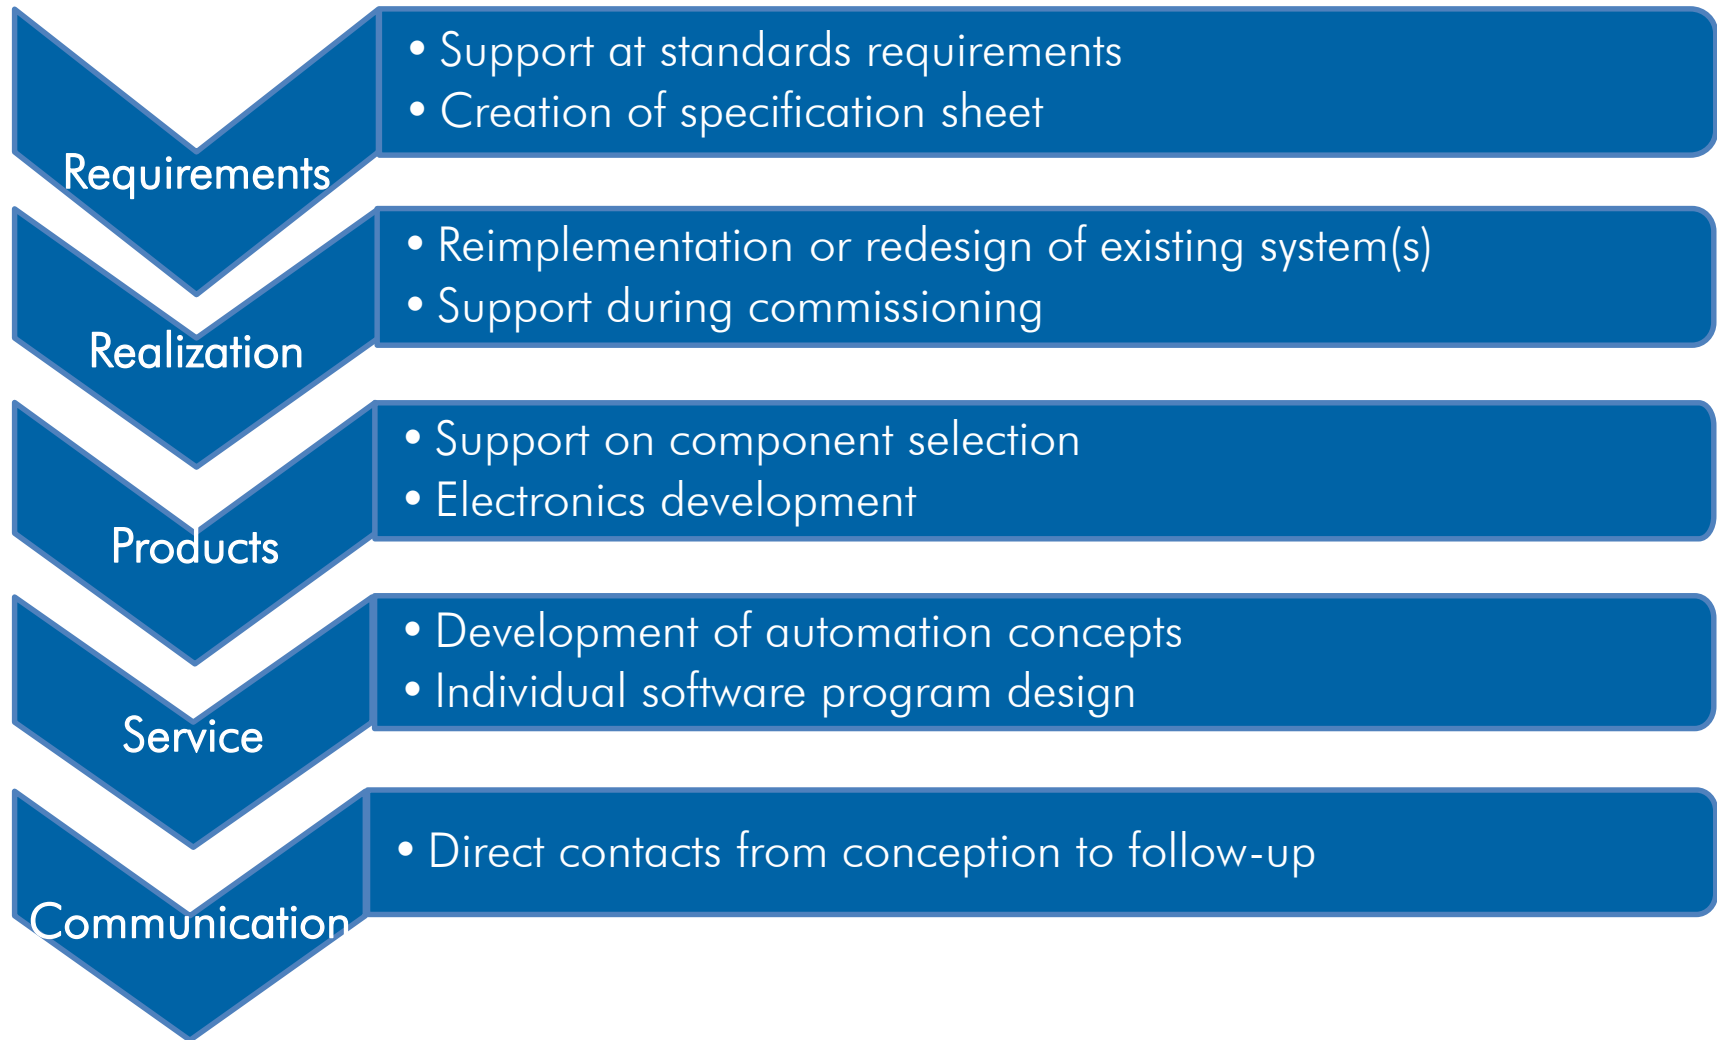 • Support at standards requirements
• Creation of specification sheet
Requirements
• Reimplementation or redesign of existing system(s)
• Support during commissioning
Realization
• Support on component selection
• Electronics development
Products
• Development of automation concepts
• Individual software program design
Service
• Direct contacts from conception to follow-up
Communication